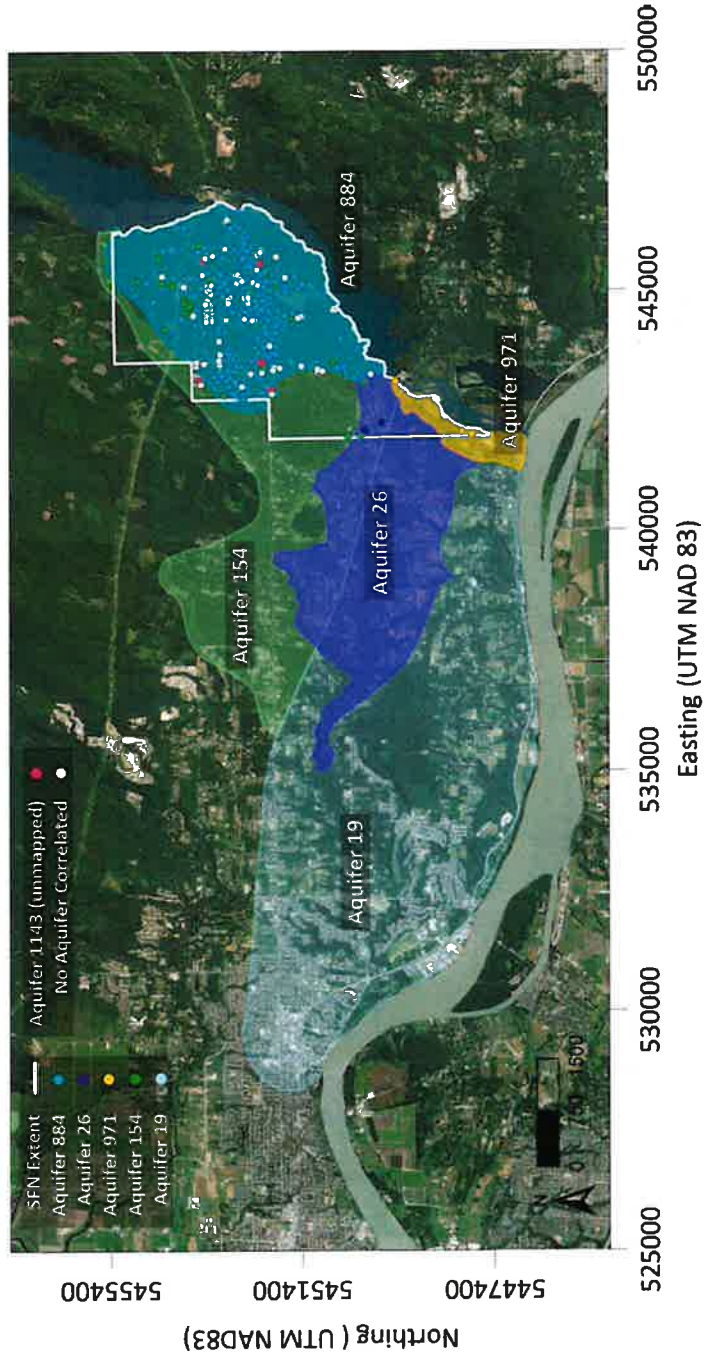 SFN Extent
Aquifer 884
Aquifer 26
Aquifer 971
Aquifer 154
Aquifer 19
Aquifer 1143 (unmapped)
No Aquifer Correlated
Aquifer 154
Aquifer 884
Aquifer 26
Aquifer 19
Aquifer 971
N
0 750 1500
5455400
5451400
5447400
Northing ( UTM NAD83)
525000
530000
535000
540000
545000
550000
Easting (UTM NAD 83)